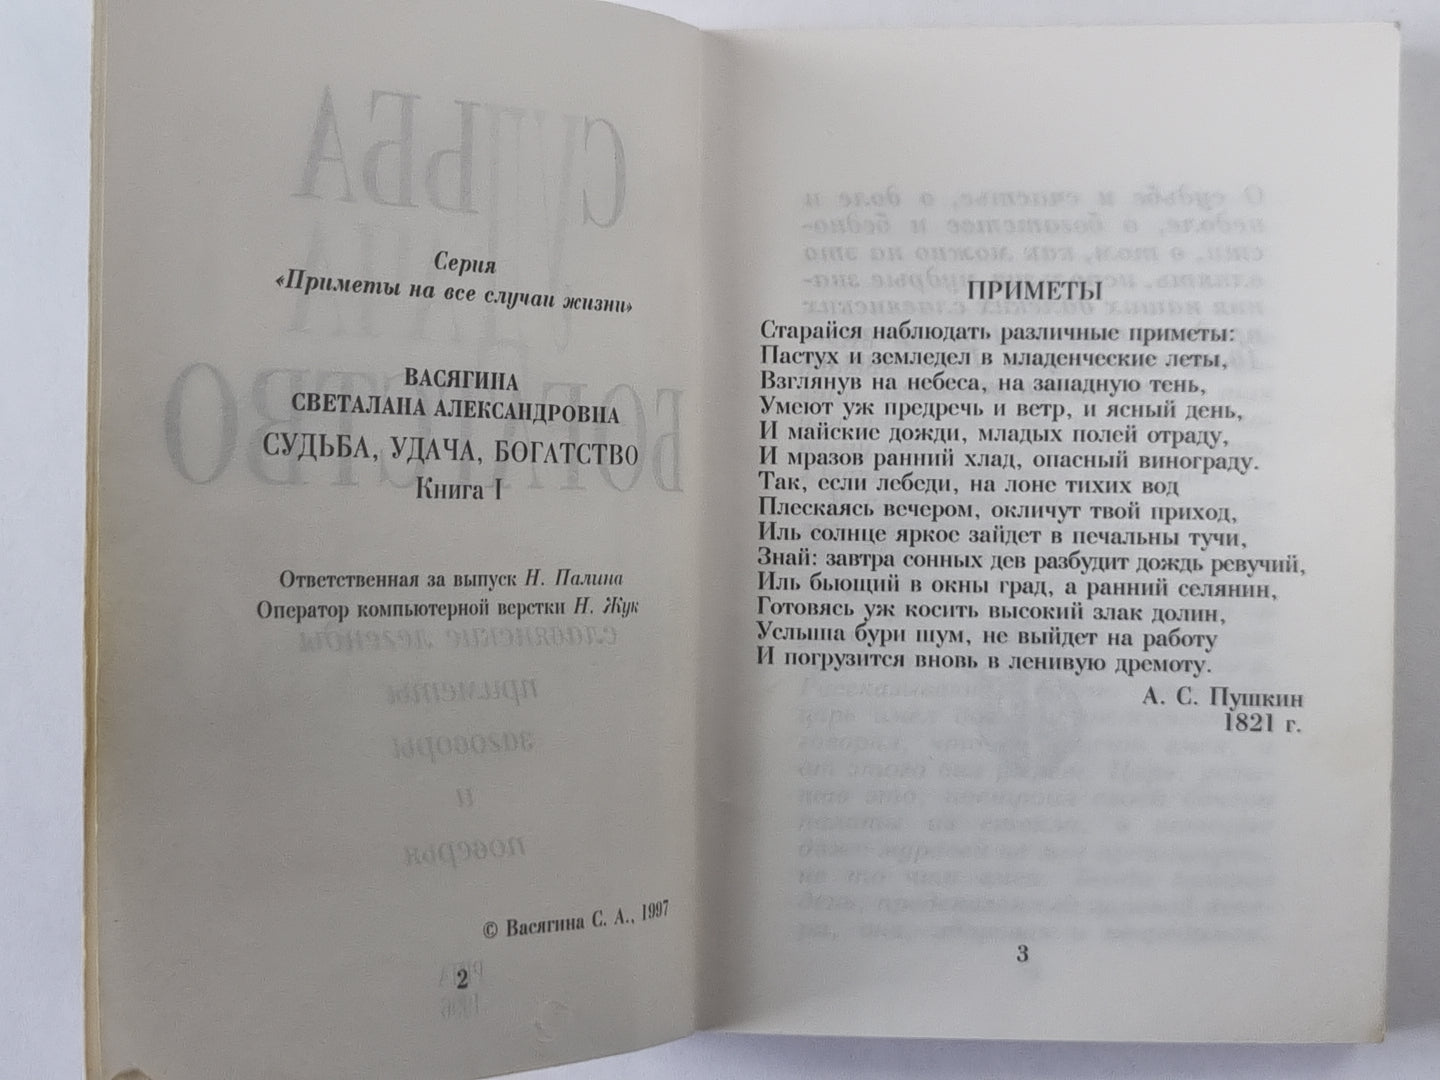 Серия
«Приметы на все случаи жизни»
ВАСЯГИНА
СВЕТАЛАНА АЛЕКСАНДРОВНА
СУДЬБА, УДАЧА, БОГАТСТВО
Книга I
Ответственная за выпуск Н. Палина
Оператор компьютерной верстки Н. Жук
© Васягина С. А., 1997
2
ПРИМЕТЫ
Старайся наблюдать различные приметы:
Пастух и земледел в младенческие леты,
Взглянув на небеса, на западную тень,
Умеют уж предречь и ветр, и ясный день,
И майские дожди, младых полей отраду,
И мразов ранний хлад, опасный винограду.
Так, если лебеди, на лоне тихих вод
Плескаясь вечером, окличут твой приход,
Иль солнце яркое зайдет в печальны тучи,
Знай: завтра сонных дев разбудит дождь ревучий,
Иль бьющий в окны град, а ранний селянин,
Готовясь уж косить высокий злак долин,
Услыша бури шум, не выйдет на работу
И погрузится вновь в ленивую дремоту.
А. С. Пушкин
1821 г.
3